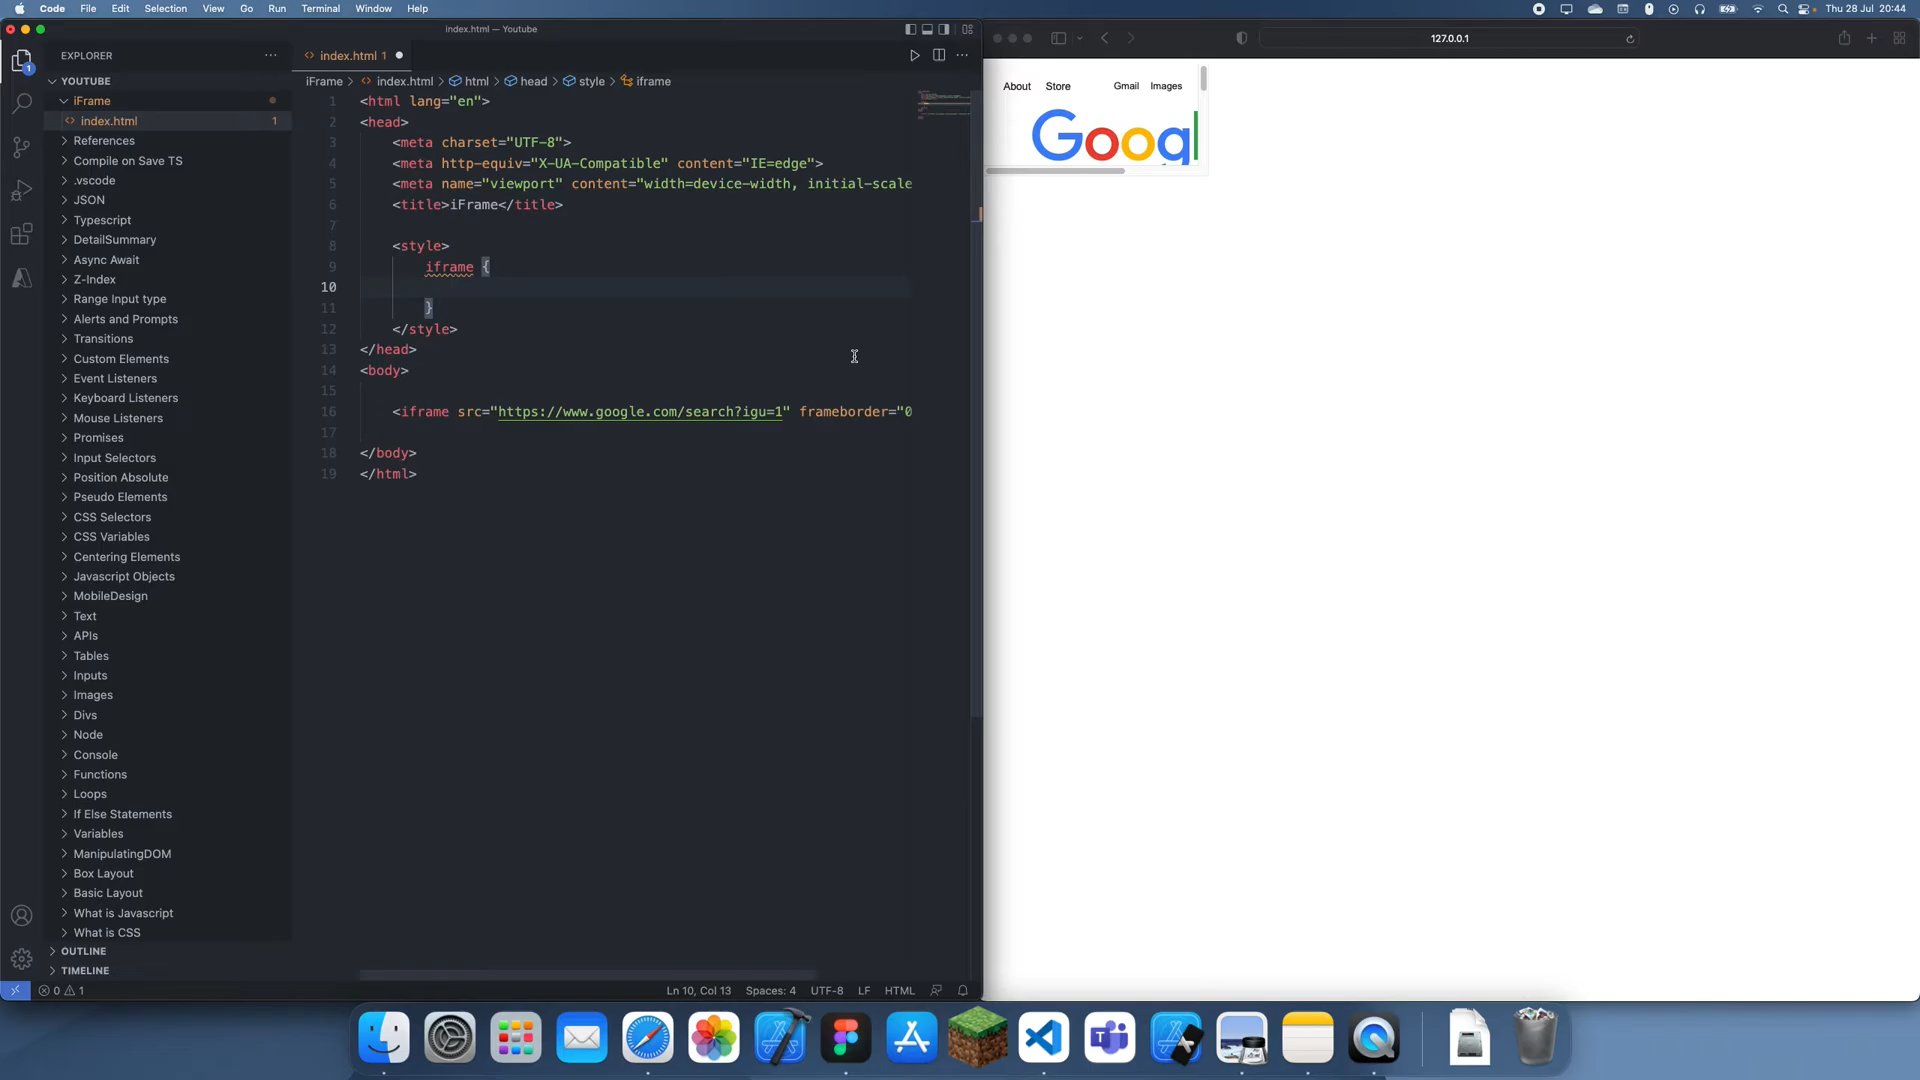 Code File Edit Selection View Go Run Terminal Window Help Thu 28 Jul 20:44
index.html — Youtube
127.0.0.1
EXPLORER
index.html 1
YOUTUBE
iFrame
index.html 1
References
Compile on Save TS
.vscode
JSON
Typescript
DetailSummary
Async Await
Z-Index
Range Input type
Alerts and Prompts
Transitions
Custom Elements
Event Listeners
Keyboard Listeners
Mouse Listeners
Promises
Input Selectors
Position Absolute
Pseudo Elements
CSS Selectors
CSS Variables
Centering Elements
Javascript Objects
MobileDesign
Text
APIs
Tables
Inputs
Images
Divs
Node
Console
Functions
Loops
If Else Statements
Variables
ManipulatingDOM
Box Layout
Basic Layout
What is Javascript
What is CSS
OUTLINE
TIMELINE
iFrame > index.html > html > head > style > iframe
1 <html lang="en">
2 <head>
3 <meta charset="UTF-8">
4 <meta http-equiv="X-UA-Compatible" content="IE=edge">
5 <meta name="viewport" content="width=device-width, initial-scale
6 <title>iFrame</title>
7
8 <style>
9 iframe {
10
11 }
12 </style>
13 </head>
14 <body>
15
16 <iframe src="https://www.google.com/search?igu=1" frameborder="0
17
18 </body>
19 </html>
About Store Gmail Images
Googl
0 1 Ln 10, Col 13 Spaces: 4 UTF-8 LF HTML